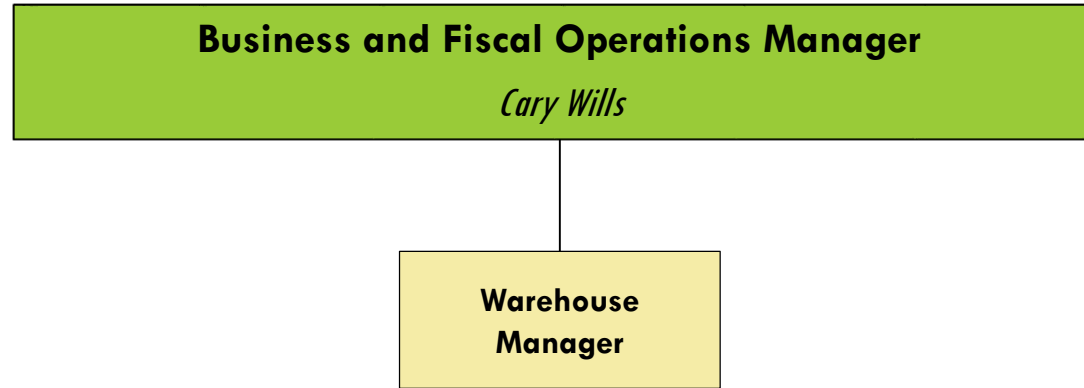 Business and Fiscal Operations Manager
Cary Wills
Warehouse
Manager